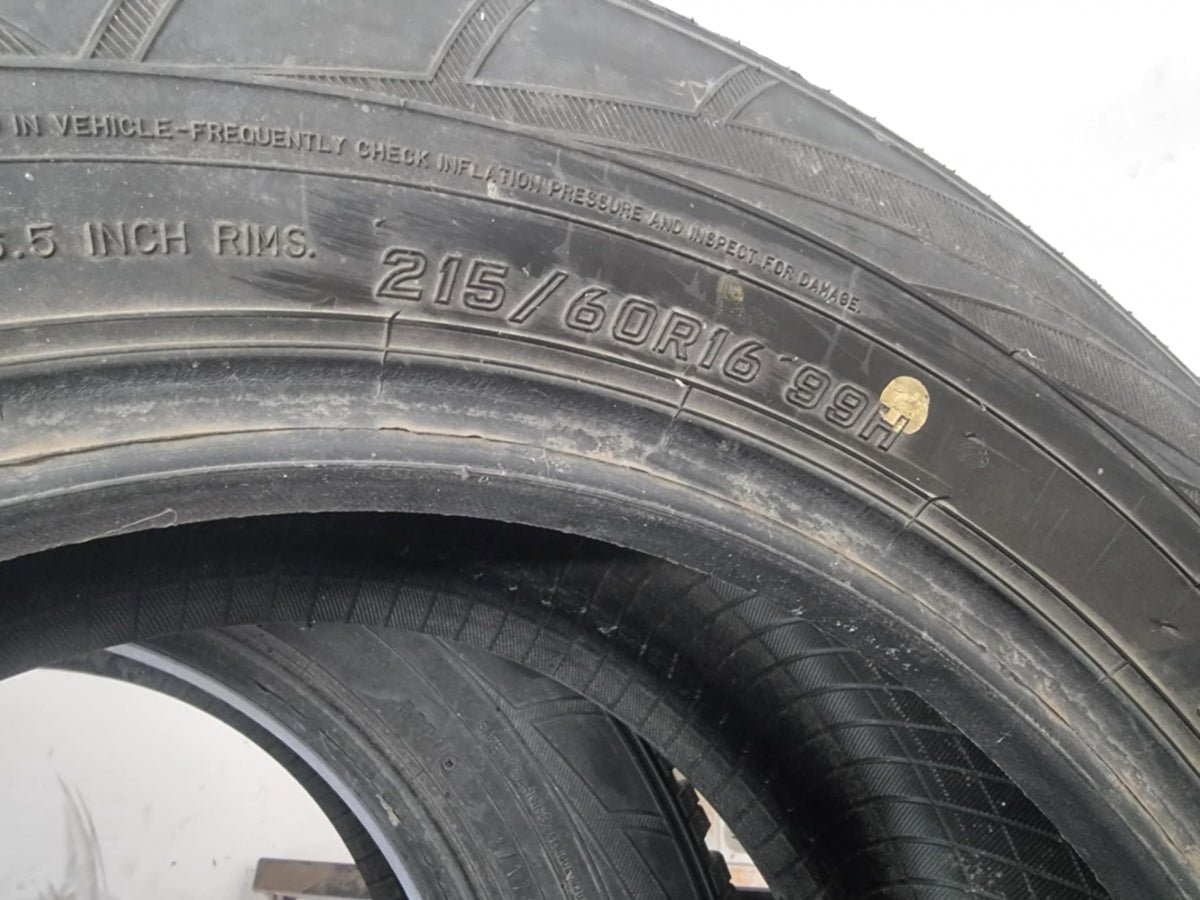 IN VEHICLE-FREQUENTLY CHECK INFLATION PRESSURE AND INSPECT FOR DAMAGE.
.5 INCH RIMS.
215/60R16 99H